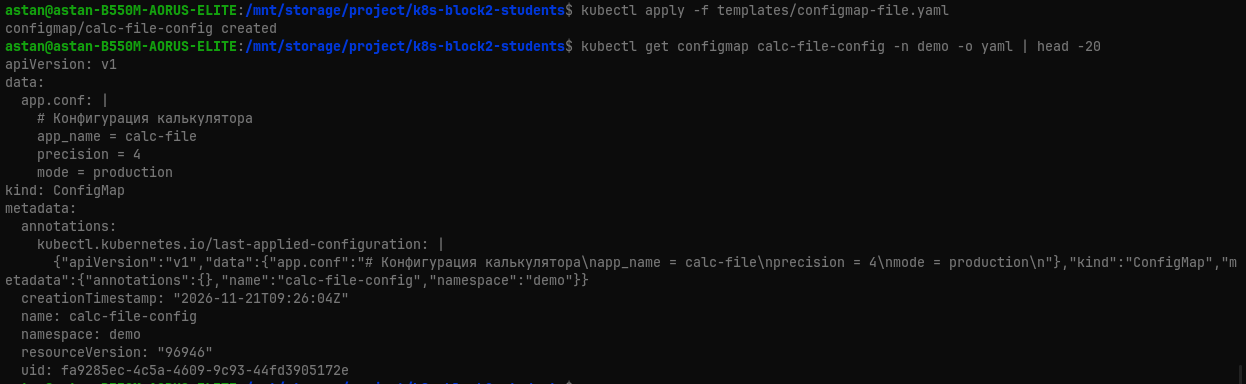 astan@astan-B550M-AORUS-ELITE:/mnt/storage/project/k8s-block2-students$ kubectl apply -f templates/configmap-file.yaml
configmap/calc-file-config created
astan@astan-B550M-AORUS-ELITE:/mnt/storage/project/k8s-block2-students$ kubectl get configmap calc-file-config -n demo -o yaml | head -20
apiVersion: v1
data:
  app.conf: |
    # Конфигурация калькулятора
    app_name = calc-file
    precision = 4
    mode = production
kind: ConfigMap
metadata:
  annotations:
    kubectl.kubernetes.io/last-applied-configuration: |
      {"apiVersion":"v1","data":{"app.conf":"# Конфигурация калькулятора\napp_name = calc-file\nprecision = 4\nmode = production\n"},"kind":"ConfigMap","m
etadata":{"annotations":{},"name":"calc-file-config","namespace":"demo"}}
  creationTimestamp: "2026-11-21T09:26:04Z"
  name: calc-file-config
  namespace: demo
  resourceVersion: "96946"
  uid: fa9285ec-4c5a-4609-9c93-44fd3905172e